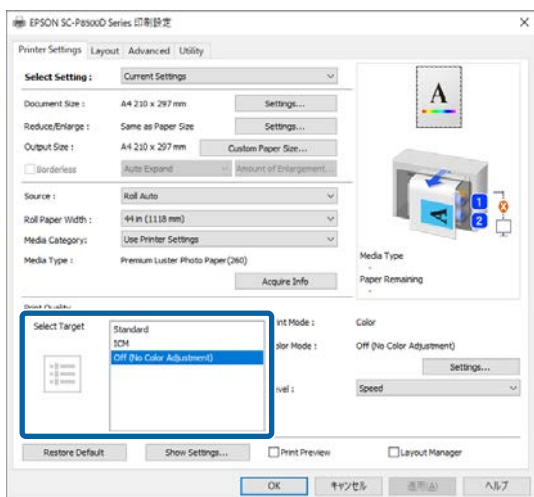 EPSON SC-P8500D Series 印刷設定
Printer Settings Layout Advanced Utility
Select Setting : Current Settings
Document Size : A4 210 x 297 mm Settings...
Reduce/Enlarge : Same as Paper Size Settings...
Output Size : A4 210 x 297 mm Custom Paper Size...
Borderless Auto Expand Amount of Enlargement...
Source : Roll Auto
Roll Paper Width : 44 in (1118 mm)
Media Category: Use Printer Settings
Media Type : Premium Luster Photo Paper(260)
Acquire Info
A
A
1
2
Media Type
-
Paper Remaining
-
Print Quality
Select Target
Standard
ICM
Off (No Color Adjustment)
int Mode : Color
olor Mode : Off (No Color Adjustment)
Settings...
evel : Speed
Restore Default Show Settings... Print Preview Layout Manager
OK キャンセル 適用(A) ヘルプ